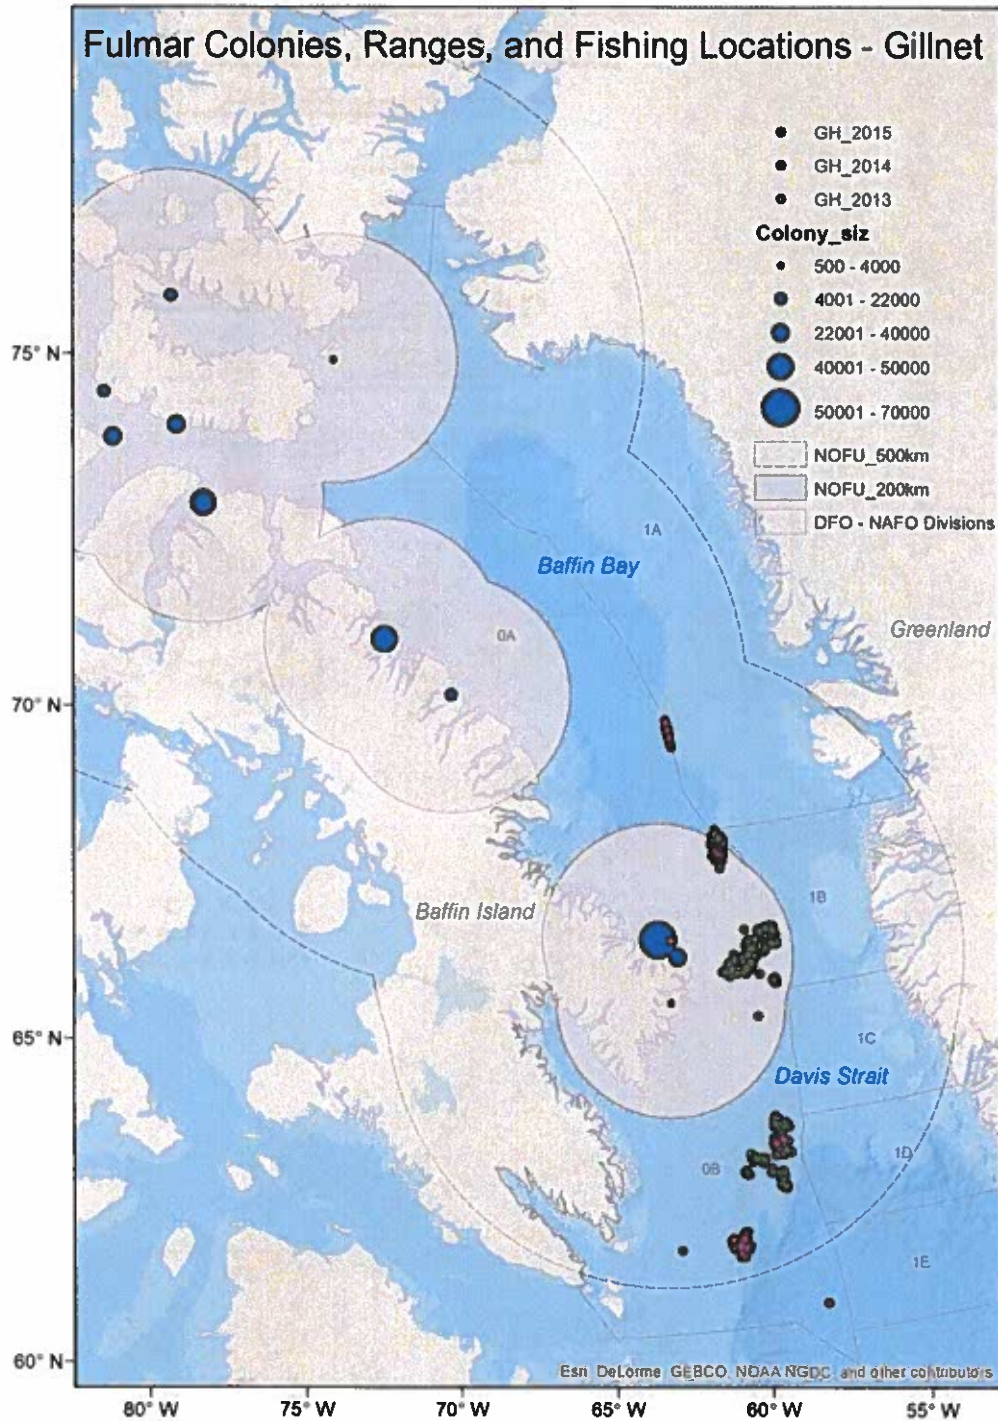 Fulmar Colonies, Ranges, and Fishing Locations - Gillnet
GH_2015
GH_2014
GH_2013
Colony_siz
500 - 4000
4001 - 22000
22001 - 40000
40001 - 50000
50001 - 70000
NOFU_500km
NOFU_200km
DFO - NAFO Divisions
75° N
1A
Baffin Bay
Greenland
0A
70° N
1B
Baffin Island
65° N
1C
Davis Strait
1D
0B
1E
60° N
Esri DeLorme GEBCO NOAA NGDC and other contributors
80° W 75° W 70° W 65° W 60° W 55° W